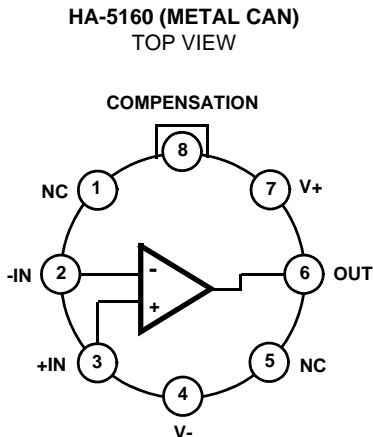 HA-5160 (METAL CAN)
TOP VIEW
COMPENSATION
8
NC 1 7 V+
-IN 2 - 6 OUT
+
+IN 3 5 NC
4
V-